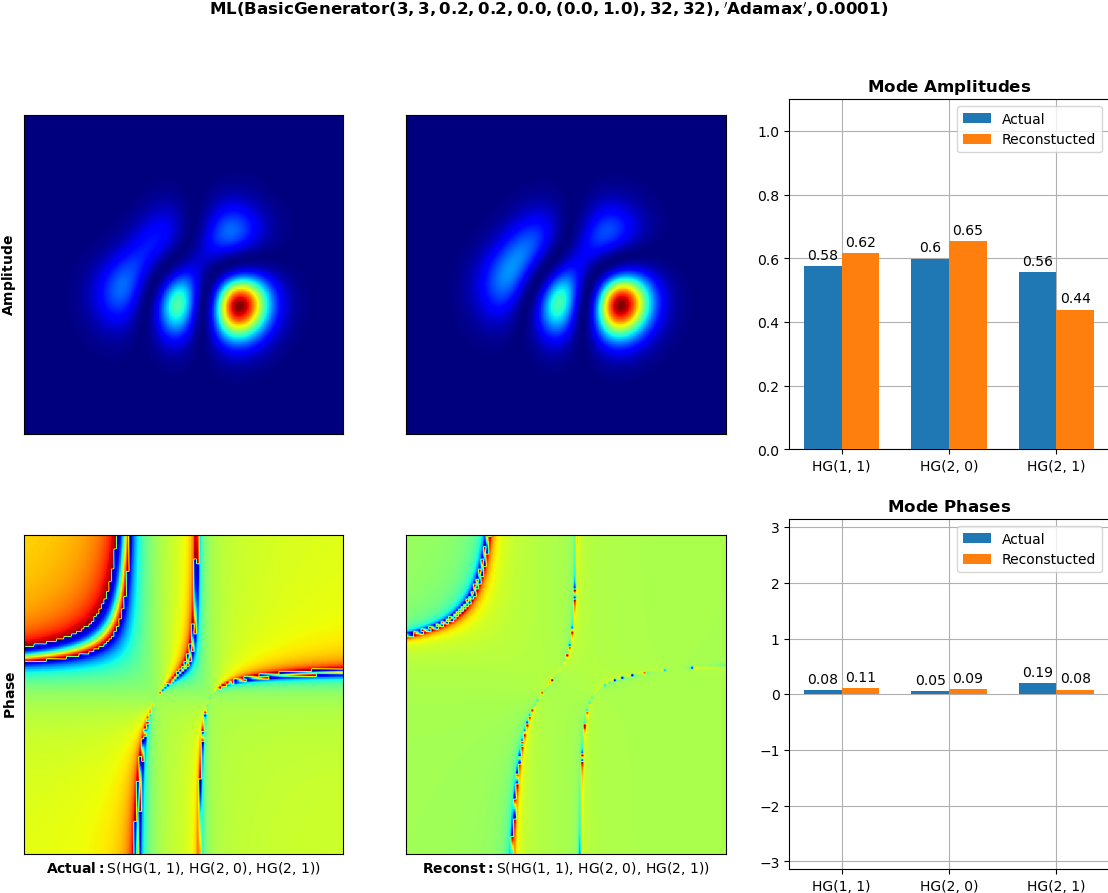 ML(BasicGenerator(3, 3, 0.2, 0.2, 0.0, (0.0, 1.0), 32, 32), ′Adamax′, 0.0001)
Amplitude
Mode Amplitudes
Actual
Reconstucted
1.0
0.8
0.6
0.4
0.2
0.0
0.58
0.62
0.6
0.65
0.56
0.44
HG(1, 1)
HG(2, 0)
HG(2, 1)
Phase
Actual: S(HG(1, 1), HG(2, 0), HG(2, 1))
Reconst: S(HG(1, 1), HG(2, 0), HG(2, 1))
Mode Phases
Actual
Reconstucted
3
2
1
0
−1
−2
−3
0.08
0.11
0.05
0.09
0.19
0.08
HG(1, 1)
HG(2, 0)
HG(2, 1)